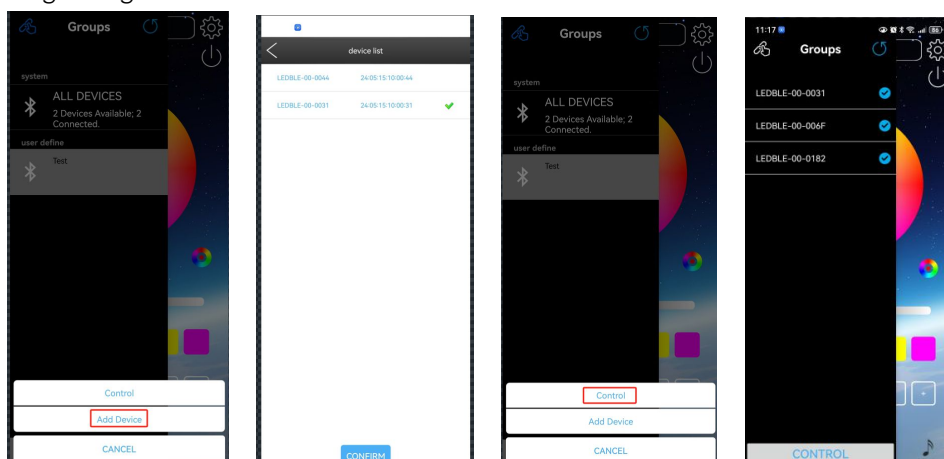 Groups
system
ALL DEVICES
2 Devices Available; 2
Connected.
user define
Test
Control
Add Device
CANCEL
device list
LEDBLE-00-0044 24:05:15:10:00:44
LEDBLE-00-0031 24:05:15:10:00:31
CONFIRM
Groups
system
ALL DEVICES
2 Devices Available; 2
Connected.
user define
Test
Control
Add Device
CANCEL
11:17
86
Groups
LEDBLE-00-0031
LEDBLE-00-006F
LEDBLE-00-0182
CONTROL